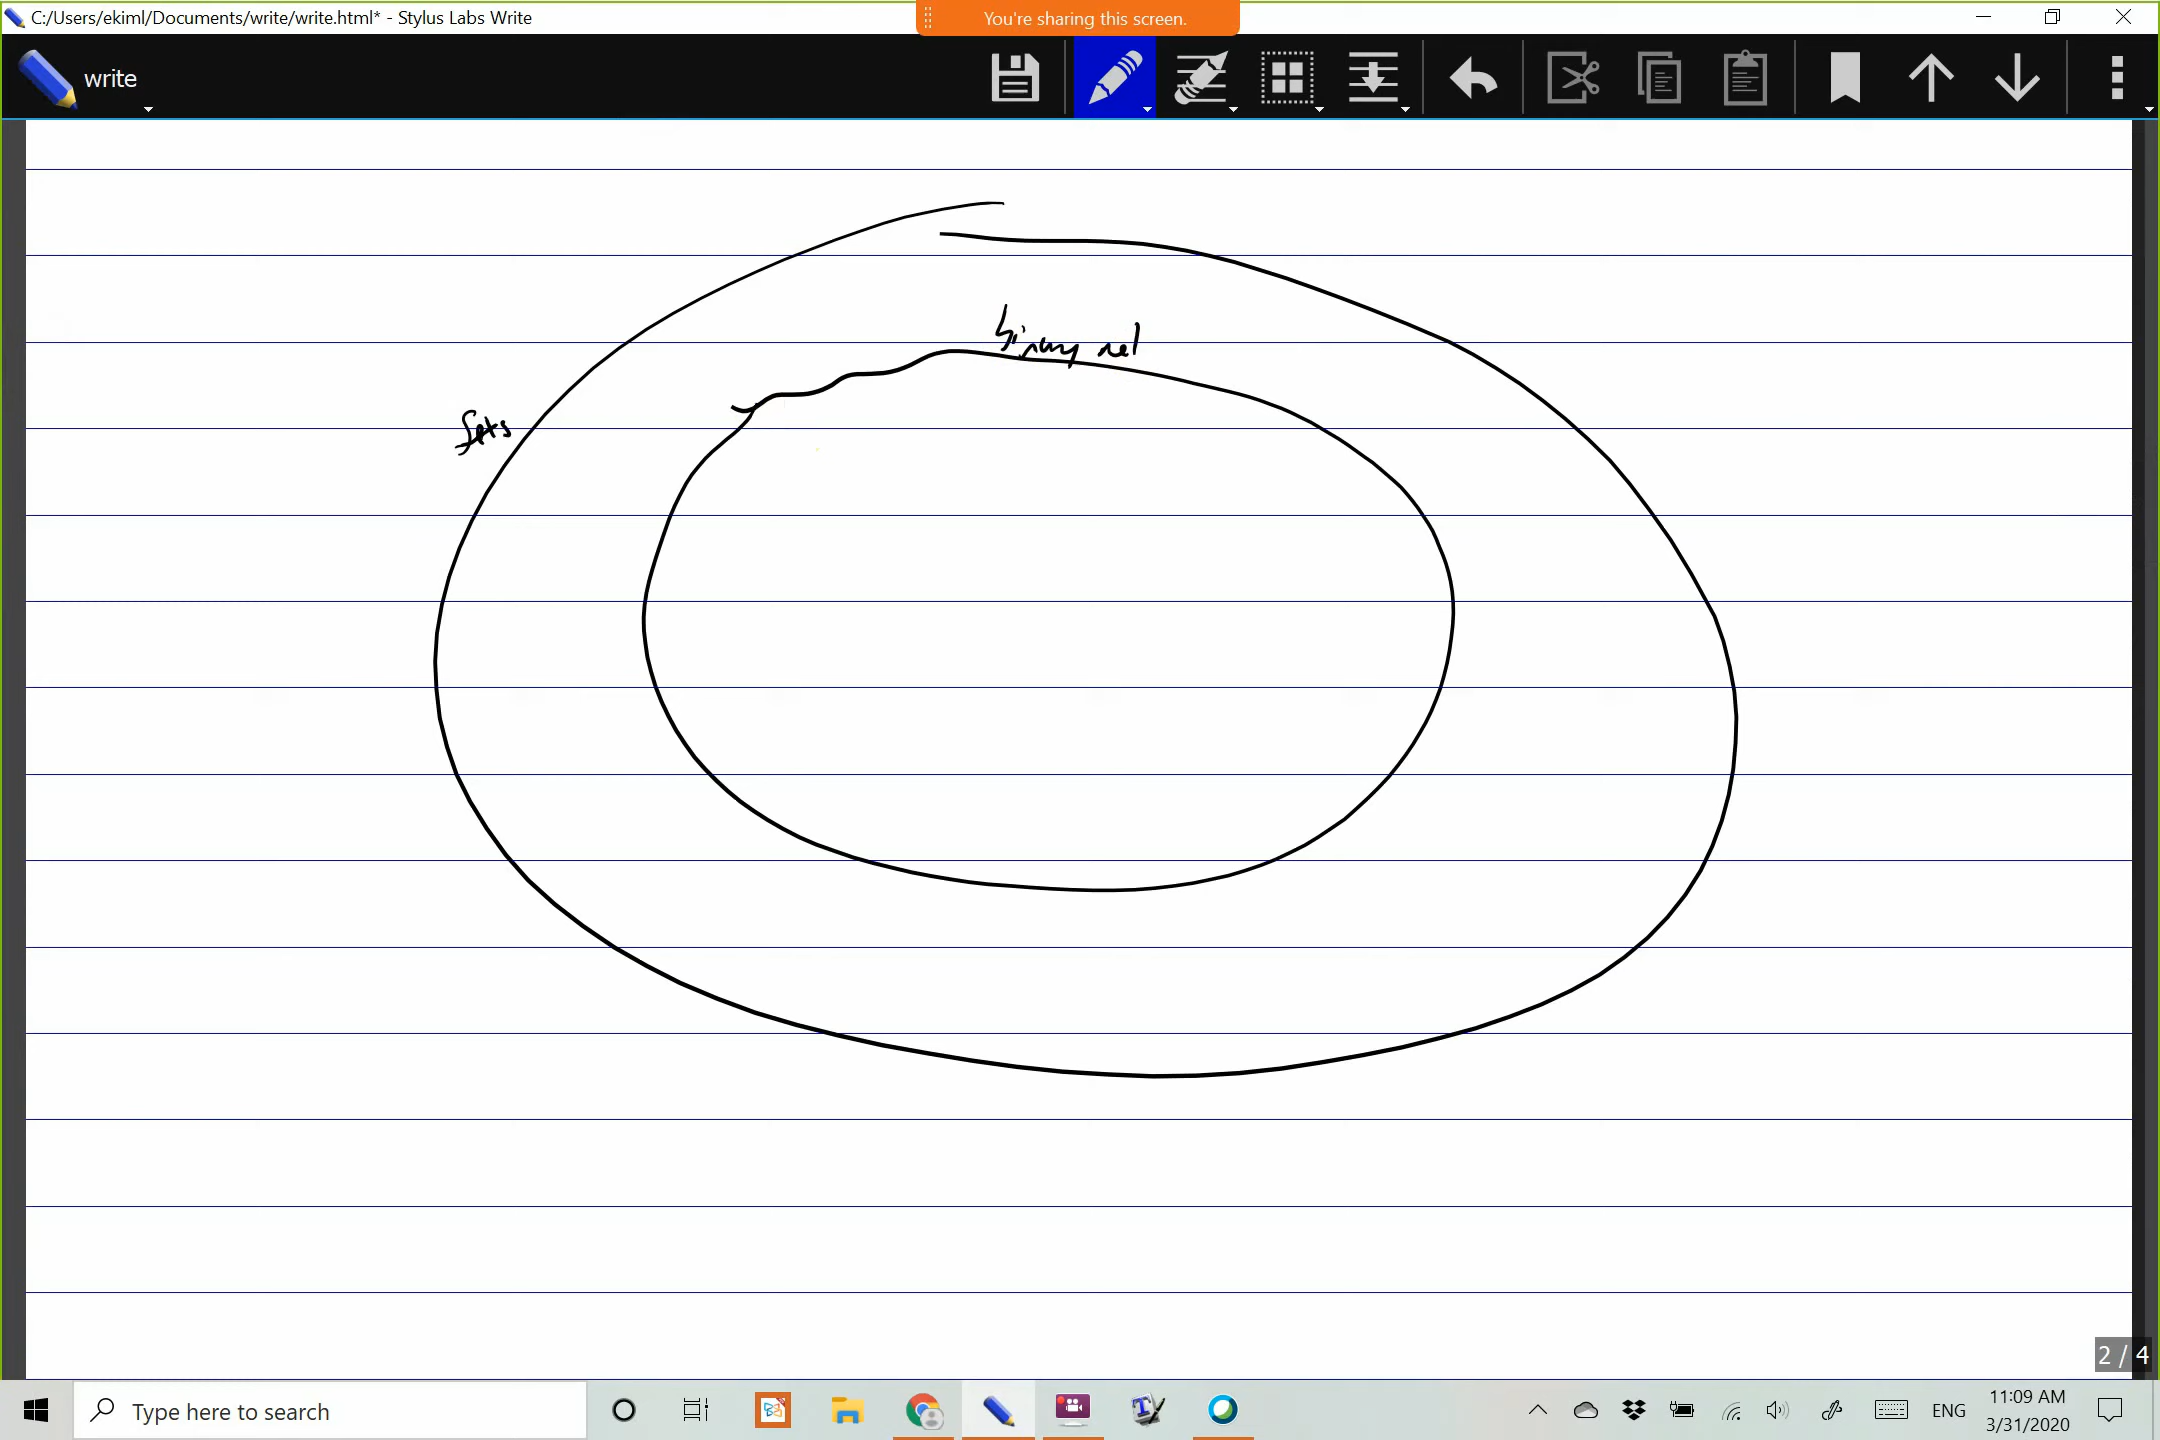 C:/Users/ekiml/Documents/write/write.html* - Stylus Labs Write
You're sharing this screen.
write
binary rel
Sets
2 / 4
Type here to search
ENG
11:09 AM
3/31/2020